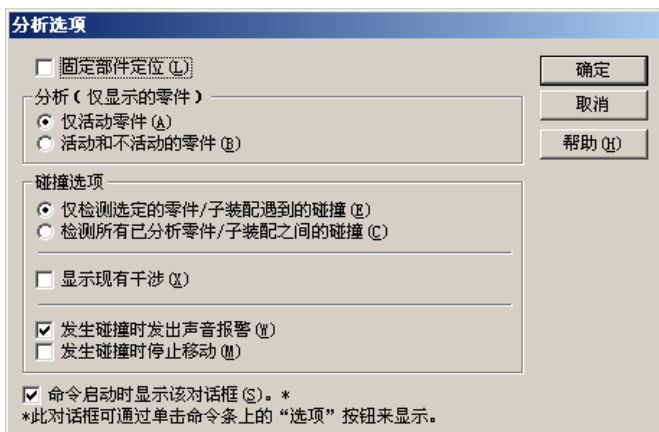 分析选项
固定部件定位(L)
确定
分析(仅显示的零件)
取消
仅活动零件(A)
活动和不活动的零件(B)
帮助(H)
碰撞选项
仅检测选定的零件/子装配遇到的碰撞(E)
检测所有已分析零件/子装配之间的碰撞(C)
显示现有干涉(X)
发生碰撞时发出声音报警(W)
发生碰撞时停止移动(M)
命令启动时显示该对话框(S)。*
*此对话框可通过单击命令条上的“选项”按钮来显示。